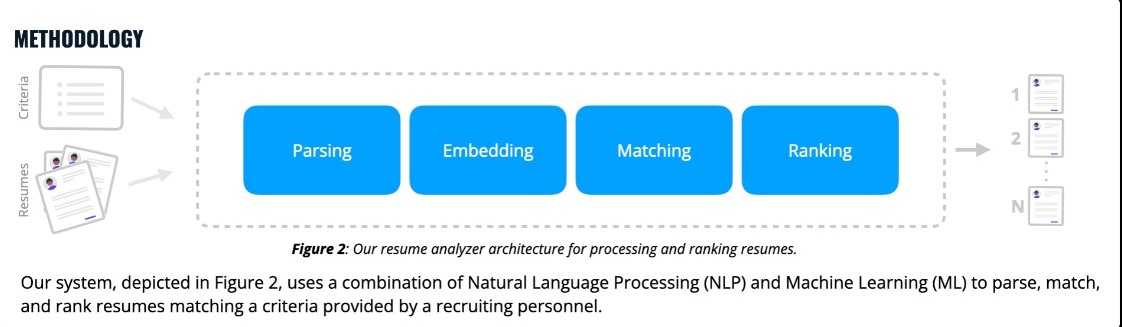 METHODOLOGY
Criteria
Resumes
Parsing
Embedding
Matching
Ranking
1
2
N
Figure 2: Our resume analyzer architecture for processing and ranking resumes.
Our system, depicted in Figure 2, uses a combination of Natural Language Processing (NLP) and Machine Learning (ML) to parse, match,
and rank resumes matching a criteria provided by a recruiting personnel.